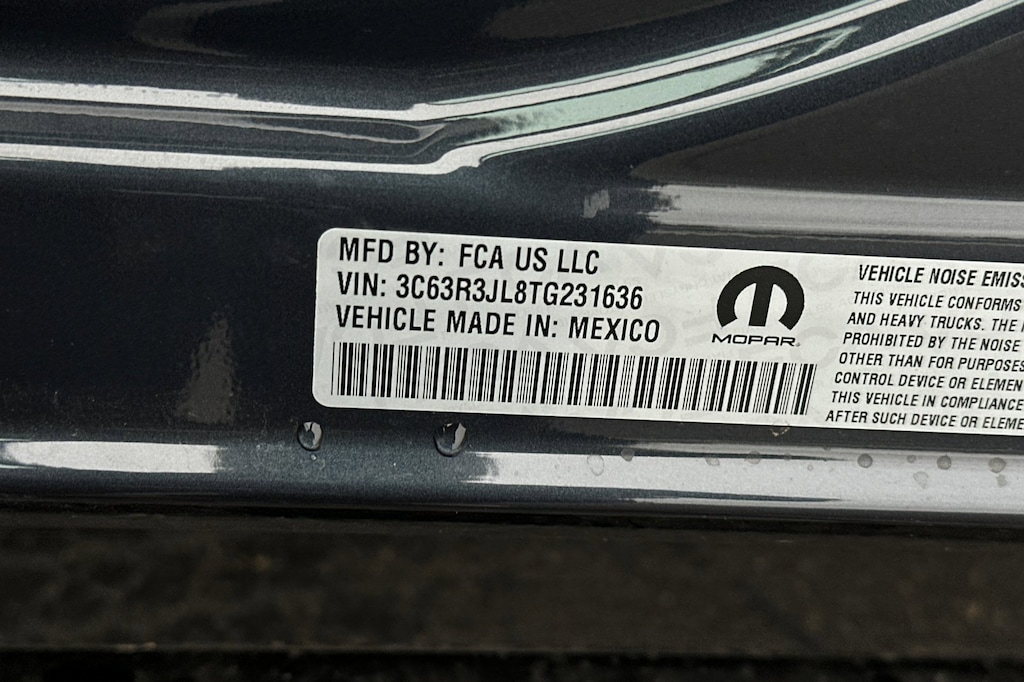 MFD BY: FCA US LLC
VIN: 3C63R3JL8TG231636
VEHICLE MADE IN: MEXICO
MOPAR
VEHICLE NOISE EMISS
THIS VEHICLE CONFORMS
AND HEAVY TRUCKS. THE
PROHIBITED BY THE NOISE
OTHER THAN FOR PURPOSES
CONTROL DEVICE OR ELEMEN
THIS VEHICLE IN COMPLIANCE
AFTER SUCH DEVICE OR ELEME